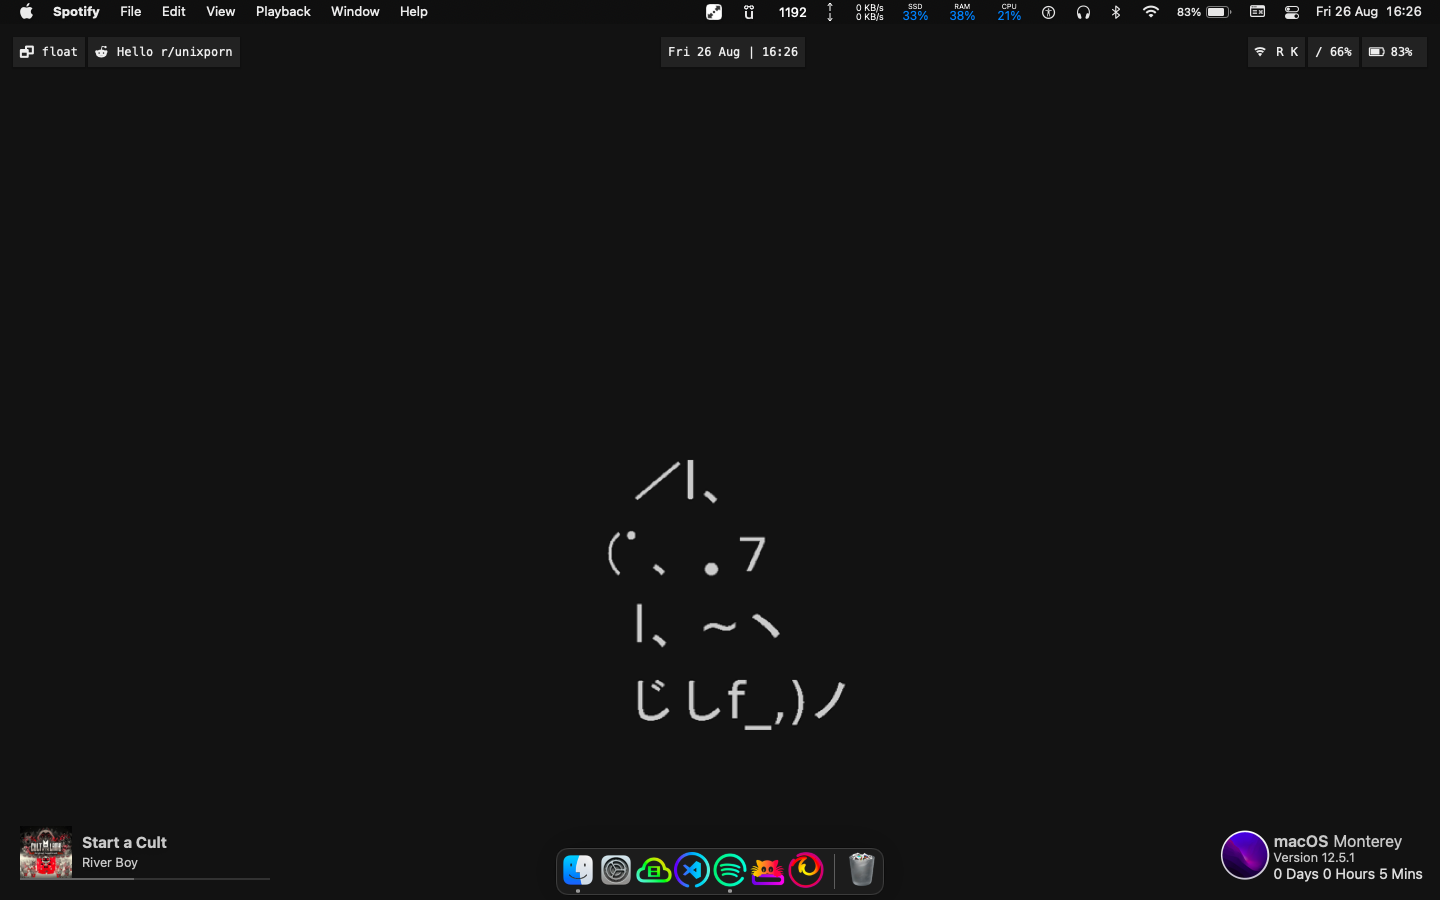 Spotify File Edit View Playback Window Help
1192
0 KB/s
0 KB/s
SSD
33%
RAM
38%
CPU
21%
83%
Fri 26 Aug 16:26
float
Hello r/unixporn
Fri 26 Aug | 16:26
R K
/ 66%
83%
／l、
(ﾟ､ 。7
l、~ヽ
じしf_,)ノ
Start a Cult
River Boy
macOS Monterey
Version 12.5.1
0 Days 0 Hours 5 Mins